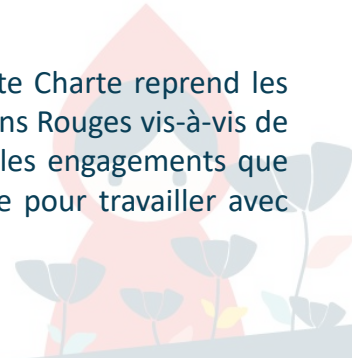 te Charte reprend les
ns Rouges vis-à-vis de
les engagements que
e pour travailler avec